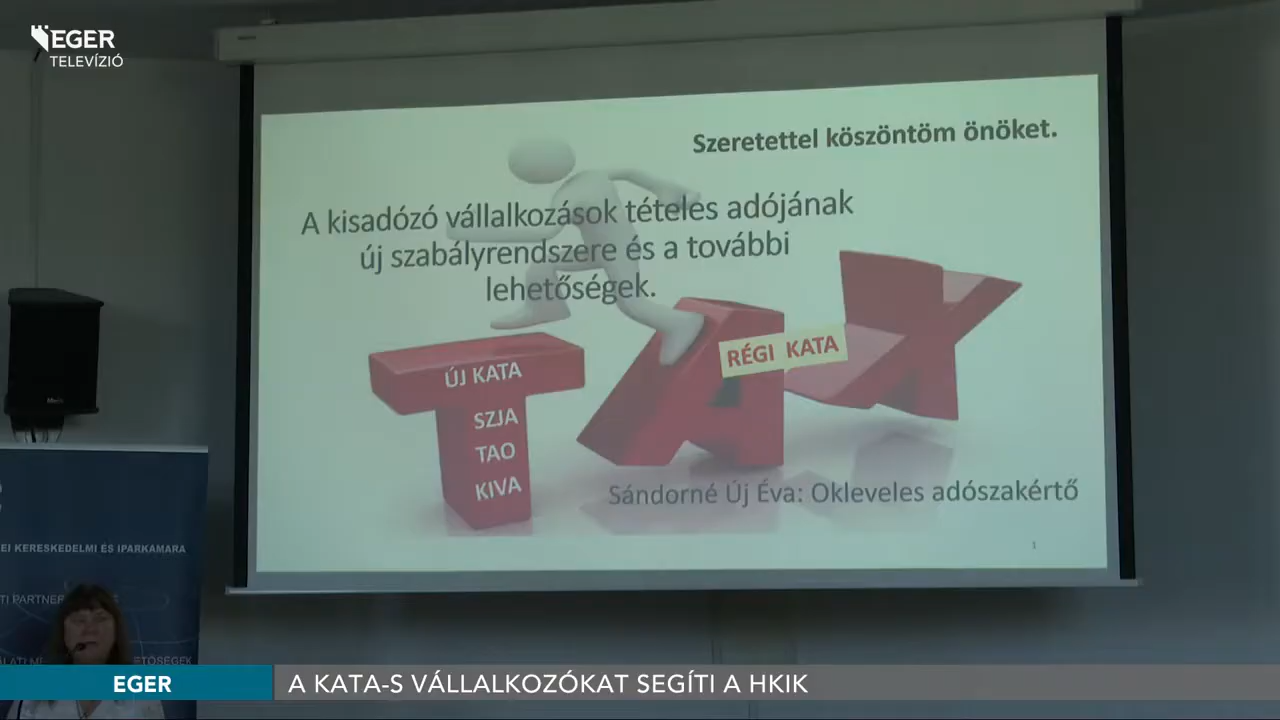 EGER
TELEVÍZIÓ
Szeretettel köszöntöm önöket.
A kisadózó vállalkozások tételes adójának
új szabályrendszere és a további
lehetőségek.
RÉGI KATA
ÚJ KATA
SZJA
TAO
KIVA
Sándorné Új Éva: Okleveles adószakértő
1
EI KERESKEDELMI ÉS IPARKAMARA
EGER
A KATA-S VÁLLALKOZÓKAT SEGÍTI A HKIK